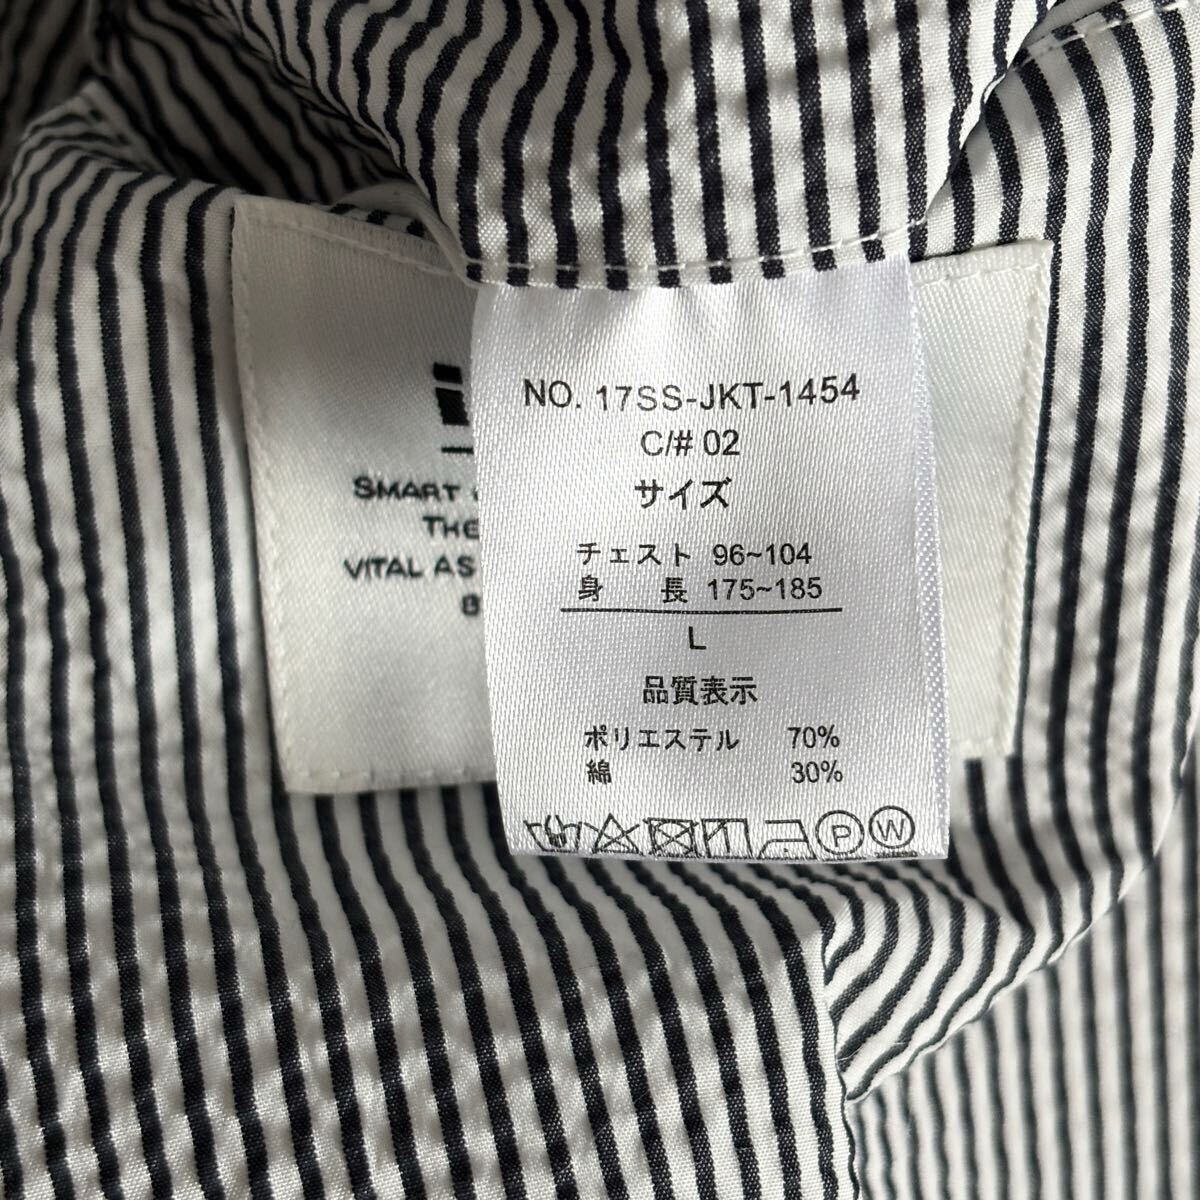 SMART
THE
VITAL AS
NO. 17SS-JKT-1454
C/# 02
サイズ
チェスト 96~104
身 長 175~185
L
品質表示
ポリエステル 70%
綿 30%
P W